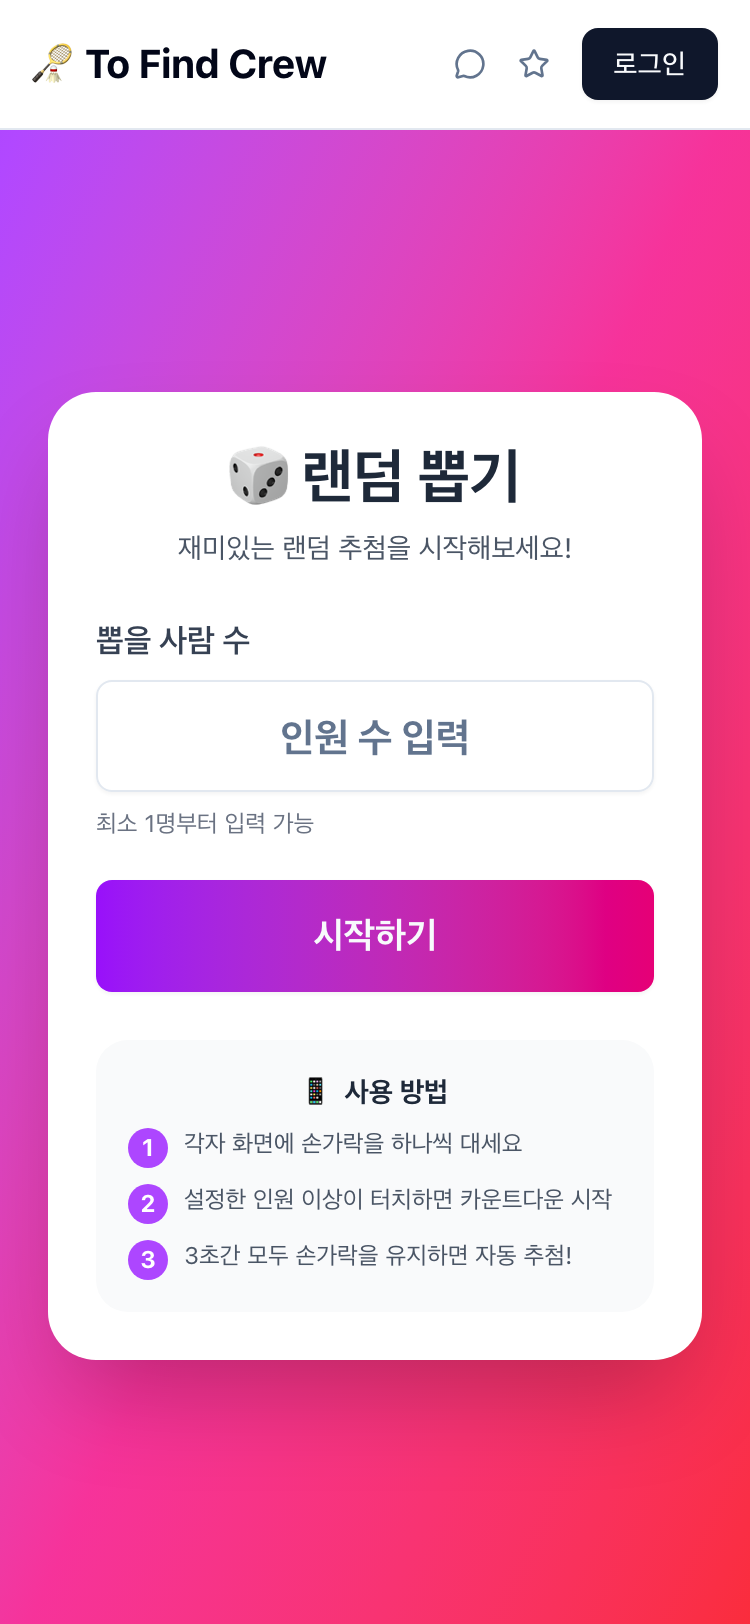 To Find Crew
로그인
랜덤 뽑기
재미있는 랜덤 추첨을 시작해보세요!
뽑을 사람 수
인원 수 입력
최소 1명부터 입력 가능
시작하기
사용 방법
1 각자 화면에 손가락을 하나씩 대세요
2 설정한 인원 이상이 터치하면 카운트다운 시작
3 3초간 모두 손가락을 유지하면 자동 추첨!